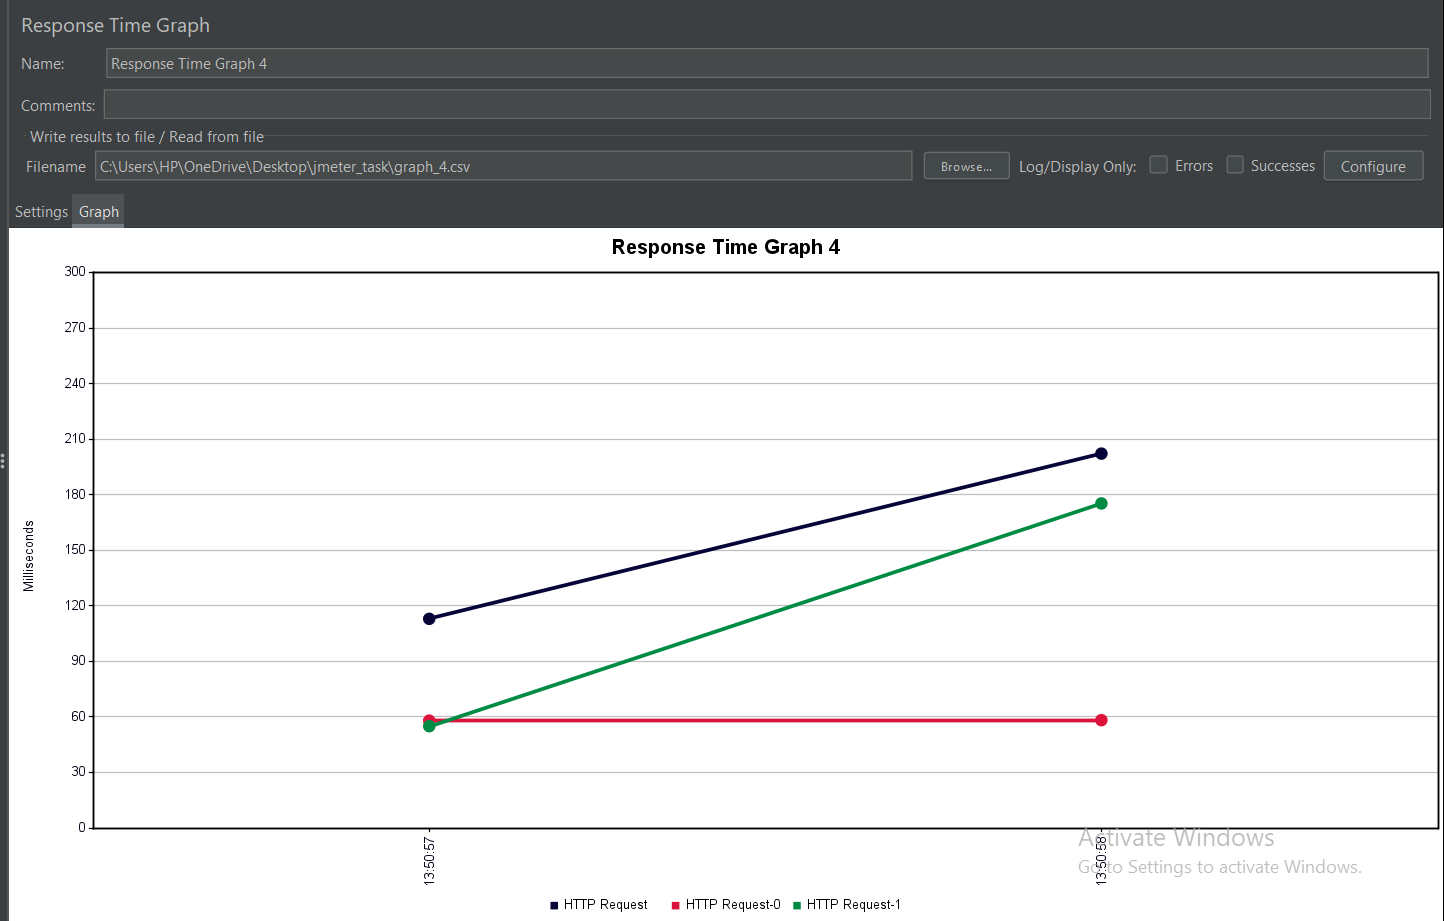 Response Time Graph
Name: Response Time Graph 4
Comments:
Write results to file / Read from file
Filename C:\Users\HP\OneDrive\Desktop\jmeter_task\graph_4.csv Browse... Log/Display Only: Errors Successes Configure
Settings Graph
Response Time Graph 4
300
270
240
210
180
150
Milliseconds
120
90
60
30
0
13:50:57
13:50:58
Activate Windows
Go to Settings to activate Windows.
HTTP Request HTTP Request-0 HTTP Request-1